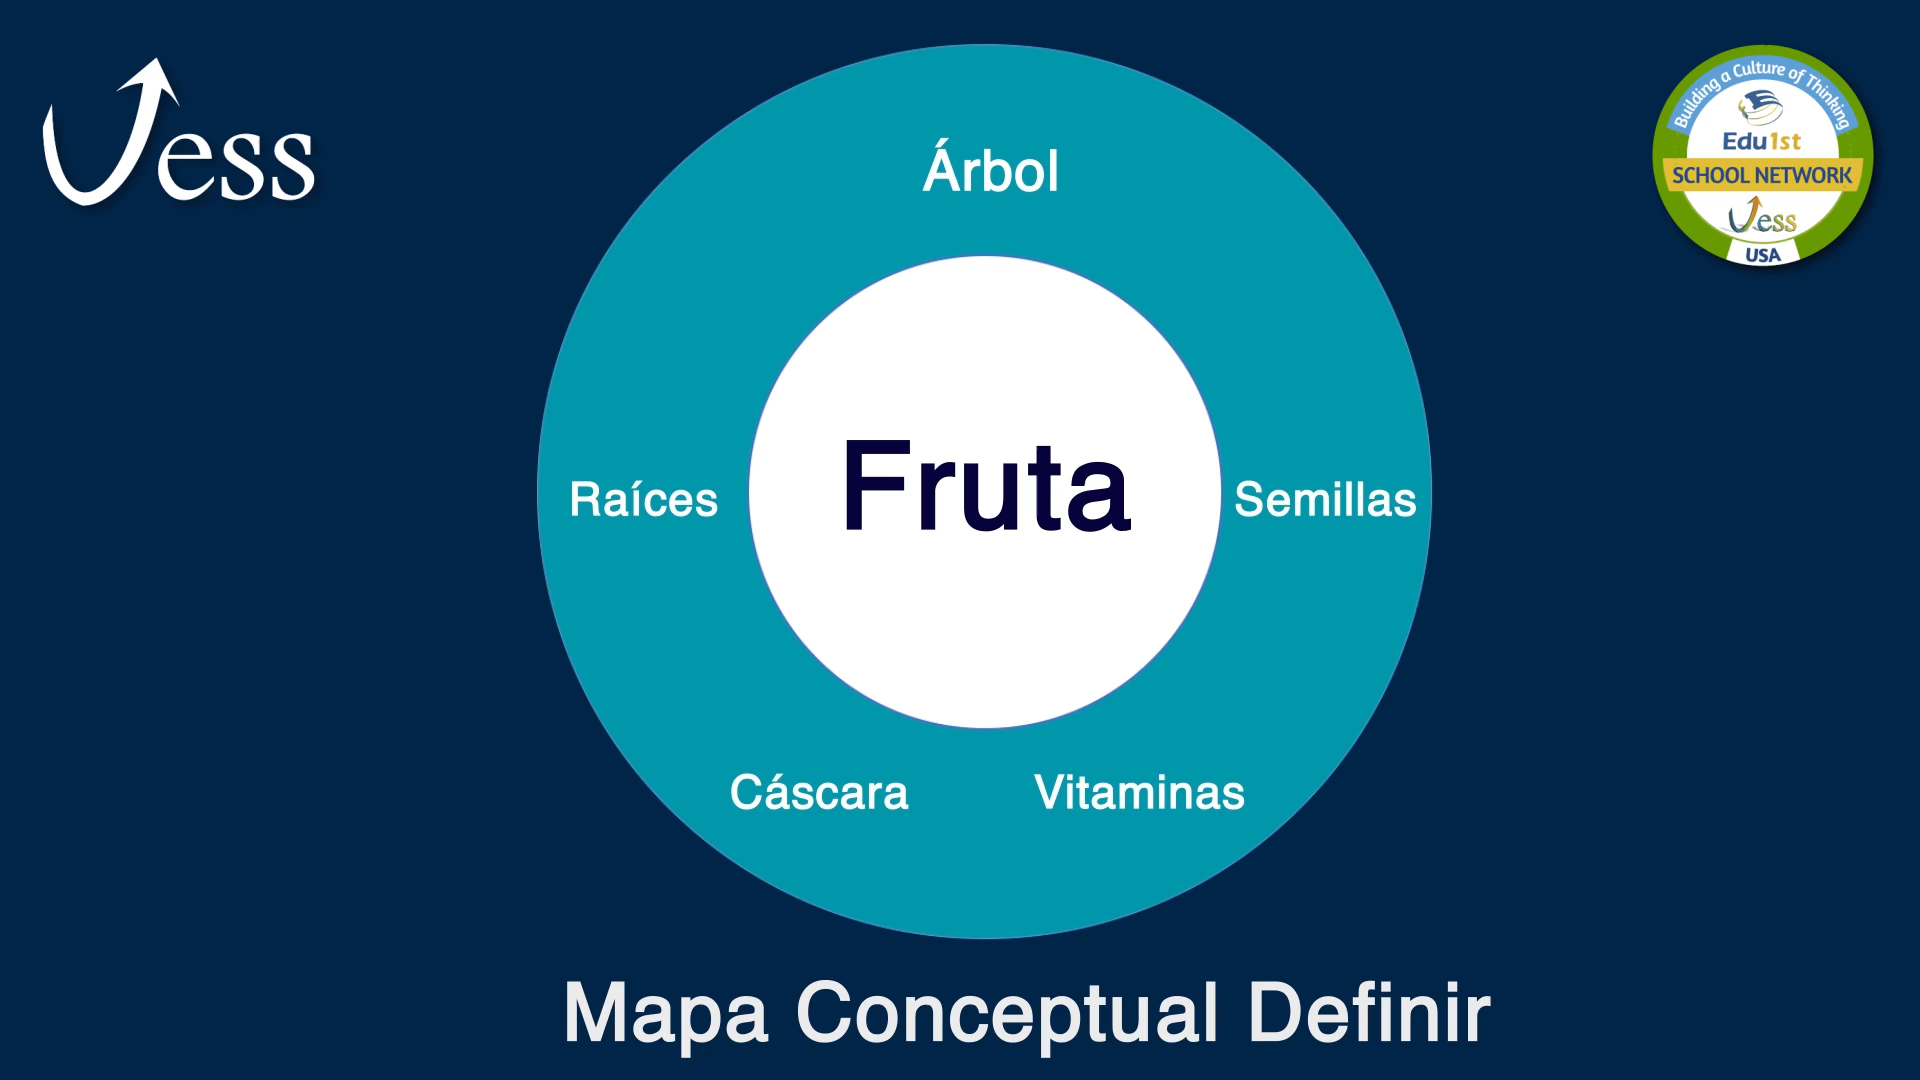 Vess
Building a Culture of Thinking
Edu1st
SCHOOL NETWORK
Vess
USA
Árbol
Raíces
Fruta
Semillas
Cáscara
Vitaminas
Mapa Conceptual Definir